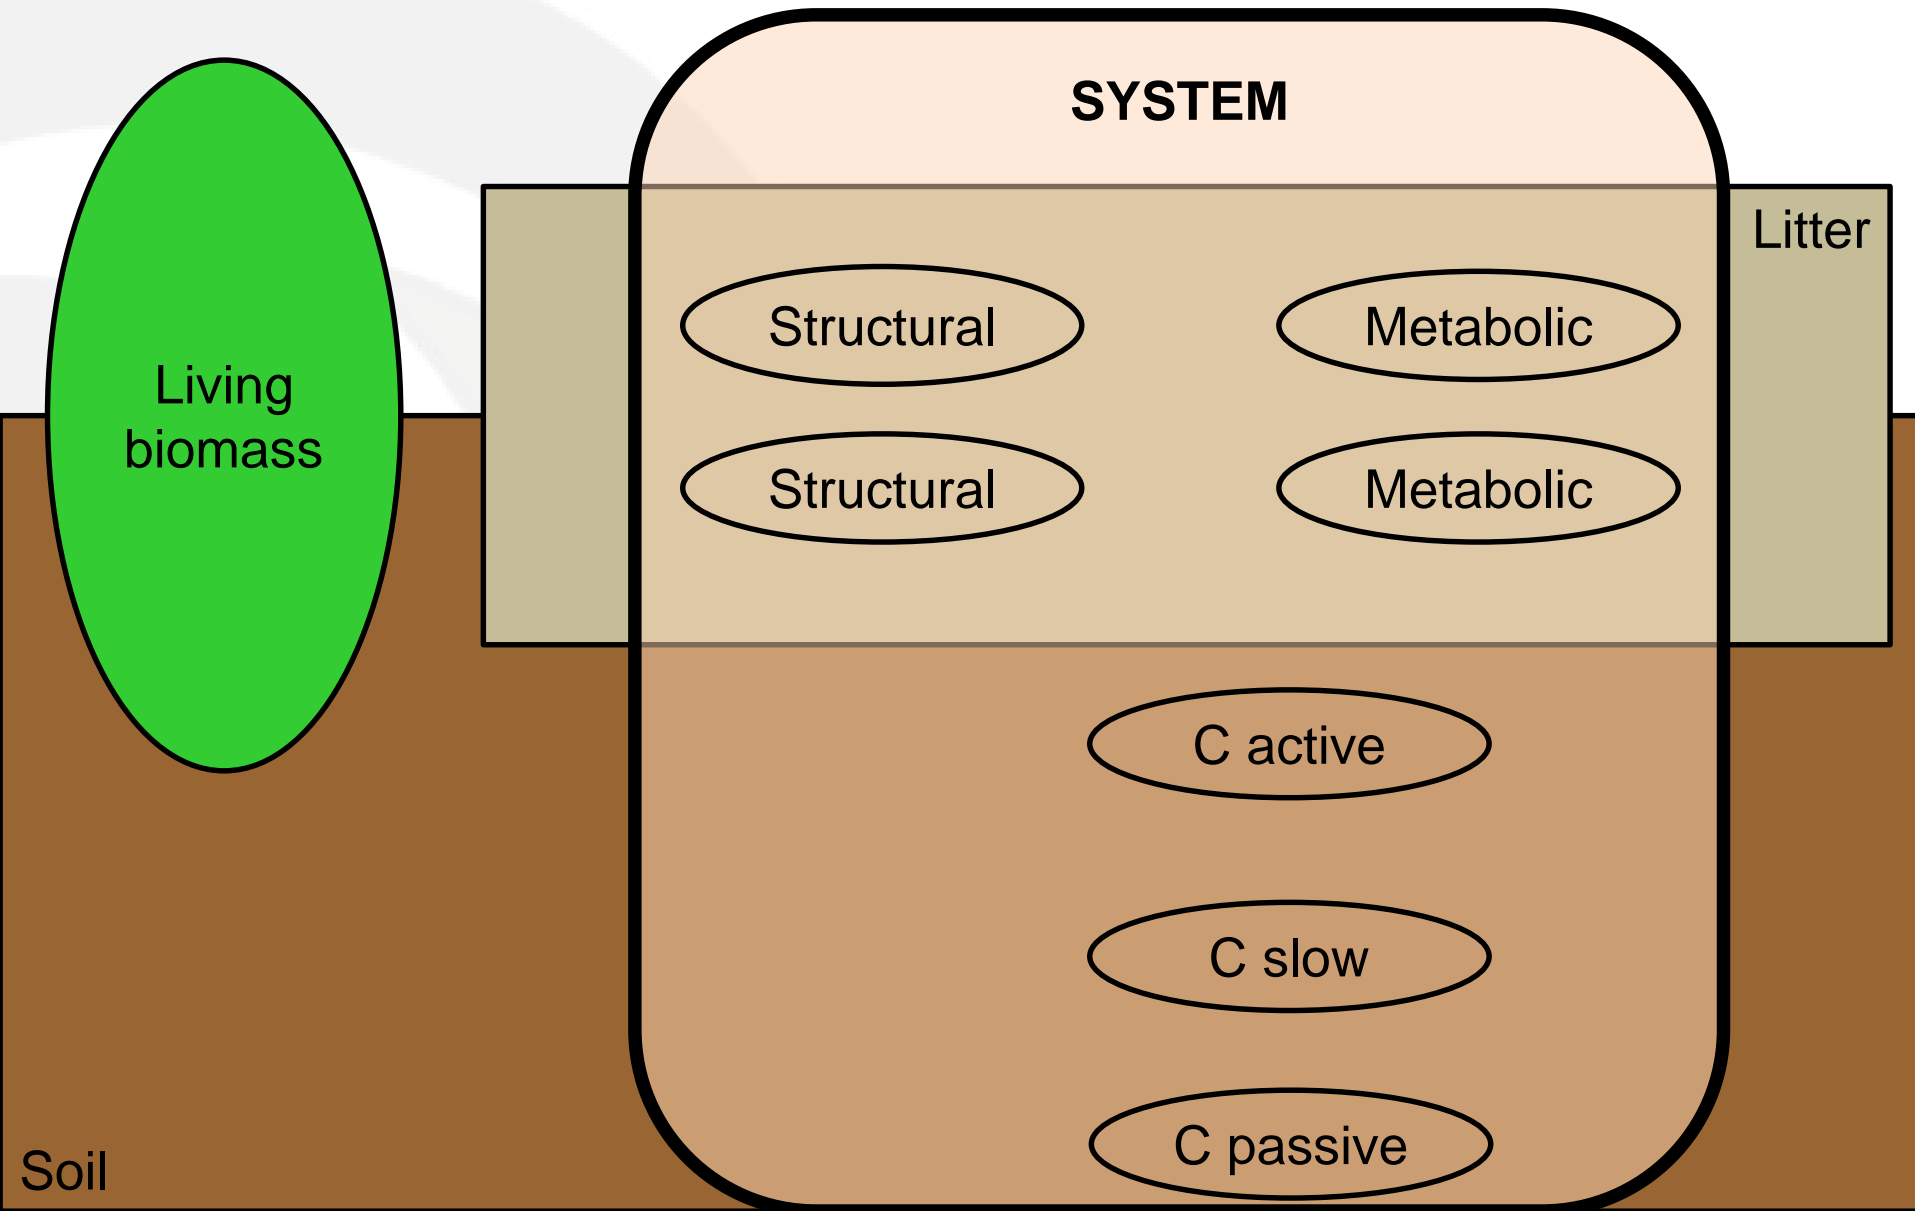 SYSTEM
Litter
Structural
Metabolic
Living
biomass
Structural
Metabolic
C active
C slow
C passive
Soil